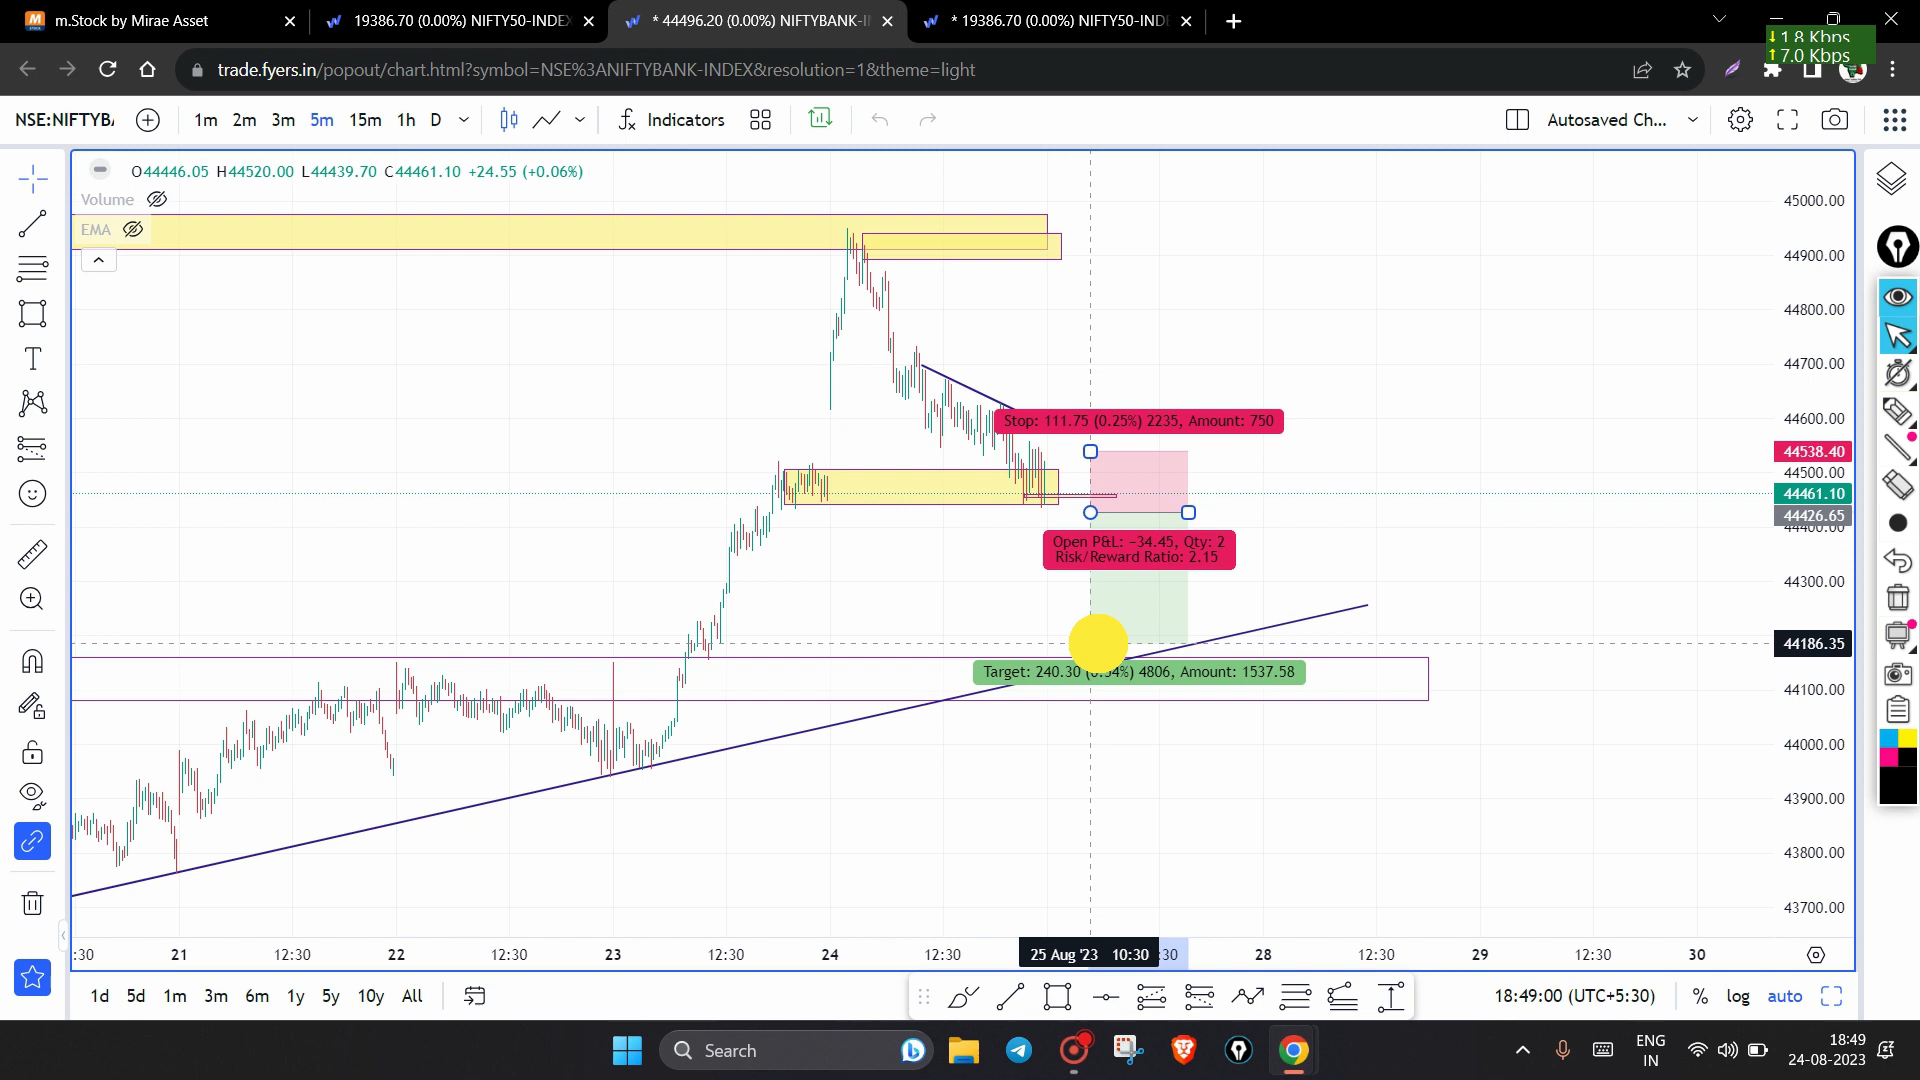 m.Stock by Mirae Asset
19386.70 (0.00%) NIFTY50-INDEX
* 44496.20 (0.00%) NIFTYBANK-I
* 19386.70 (0.00%) NIFTY50-INDE
1.8 Kbps
7.0 Kbps
trade.fyers.in/popout/chart.html?symbol=NSE%3ANIFTYBANK-INDEX&resolution=1&theme=light
NSE:NIFTYB
1m 2m 3m 5m 15m 1h D
Indicators
Autosaved Ch...
O44446.05 H44520.00 L44439.70 C44461.10 +24.55 (+0.06%)
Volume
EMA
45000.00
44900.00
44800.00
44700.00
44600.00
44538.40
44500.00
44461.10
44426.65
44400.00
44300.00
44186.35
44100.00
44000.00
43900.00
43800.00
43700.00
Stop: 111.75 (0.25%) 2235, Amount: 750
Open P&L: −34.45, Qty: 2
Risk/Reward Ratio: 2.15
Target: 240.30 (0.54%) 4806, Amount: 1537.58
:30 21 12:30 22 12:30 23 12:30 24 12:30 25 Aug '23 10:30 :30 28 12:30 29 12:30 30
1d 5d 1m 3m 6m 1y 5y 10y All
18:49:00 (UTC+5:30) % log auto
Search
ENG
IN
18:49
24-08-2023